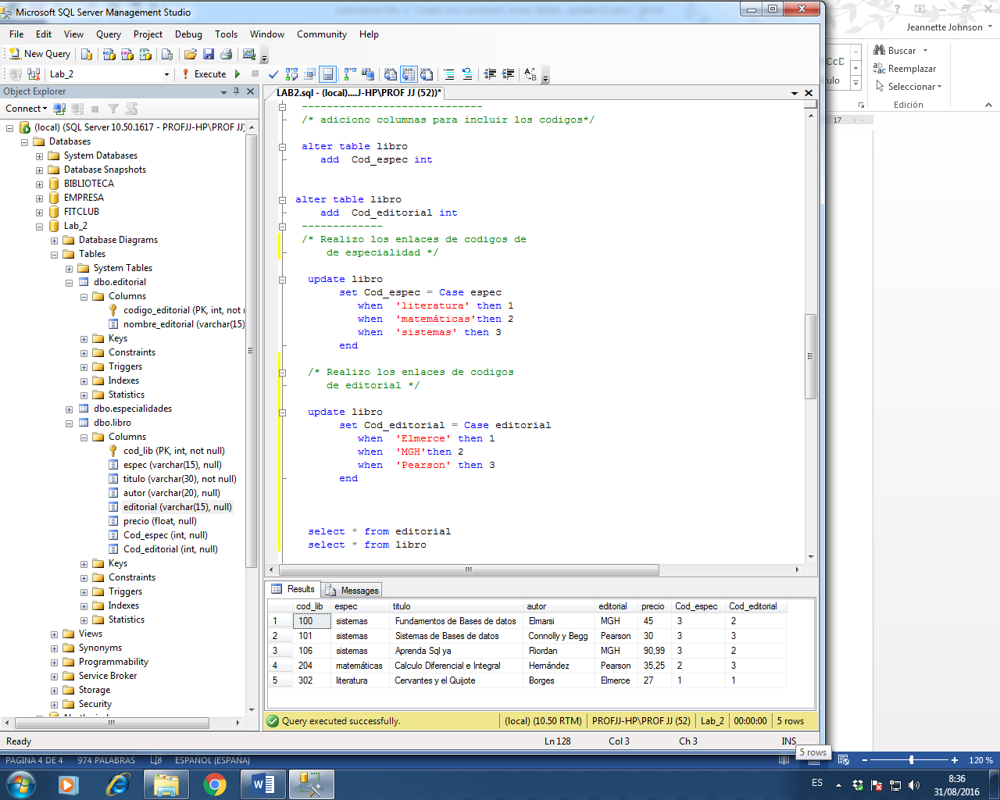 Microsoft SQL Server Management Studio
Jeannette Johnson
File Edit View Query Project Debug Tools Window Community Help
New Query
Lab_2 Execute
Buscar
Reemplazar
Seleccionar
Edición
17
Object Explorer
Connect
(local) (SQL Server 10.50.1617 - PROFJJ-HP\PROF JJ)
Databases
System Databases
Database Snapshots
BIBLIOTECA
EMPRESA
FITCLUB
Lab_2
Database Diagrams
Tables
System Tables
dbo.editorial
Columns
codigo_editorial (PK, int, not
nombre_editorial (varchar(15)
Keys
Constraints
Triggers
Indexes
Statistics
dbo.especialidades
dbo.libro
Columns
cod_lib (PK, int, not null)
espec (varchar(15), null)
titulo (varchar(30), not null)
autor (varchar(20), null)
editorial (varchar(15), null)
precio (float, null)
Cod_espec (int, null)
Cod_editorial (int, null)
Keys
Constraints
Triggers
Indexes
Statistics
Views
Synonyms
Programmability
Service Broker
Storage
Security
LAB2.sql - (local)....J-HP\PROF JJ (52))*
-----------------------------
/* adiciono columnas para incluir los codigos*/
alter table libro
add Cod_espec int
alter table libro
add Cod_editorial int
-------------
/* Realizo los enlaces de codigos de
de especialidad */
update libro
set Cod_espec = Case espec
when 'literatura' then 1
when 'matemáticas'then 2
when 'sistemas' then 3
end
/* Realizo los enlaces de codigos
de editorial */
update libro
set Cod_editorial = Case editorial
when 'Elmerce' then 1
when 'MGH'then 2
when 'Pearson' then 3
end
select * from editorial
select * from libro
Results Messages
cod_lib espec titulo autor editorial precio Cod_espec Cod_editorial
1 100 sistemas Fundamentos de Bases de datos Elmarsi MGH 45 3 2
2 101 sistemas Sistemas de Bases de datos Connolly y Begg Pearson 30 3 3
3 106 sistemas Aprenda Sql ya Riordan MGH 90,99 3 2
4 204 matemáticas Calculo Diferencial e Integral Hernández Pearson 35,25 2 3
5 302 literatura Cervantes y el Quijote Borges Elmerce 27 1 1
Query executed successfully. (local) (10.50 RTM) PROFJJ-HP\PROF JJ (52) Lab_2 00:00:00 5 rows
Ready Ln 128 Col 3 Ch 3 INS
5 rows
PÁGINA 4 DE 4 974 PALABRAS ESPAÑOL (ESPAÑA) 120 %
ES 8:36
31/08/2016